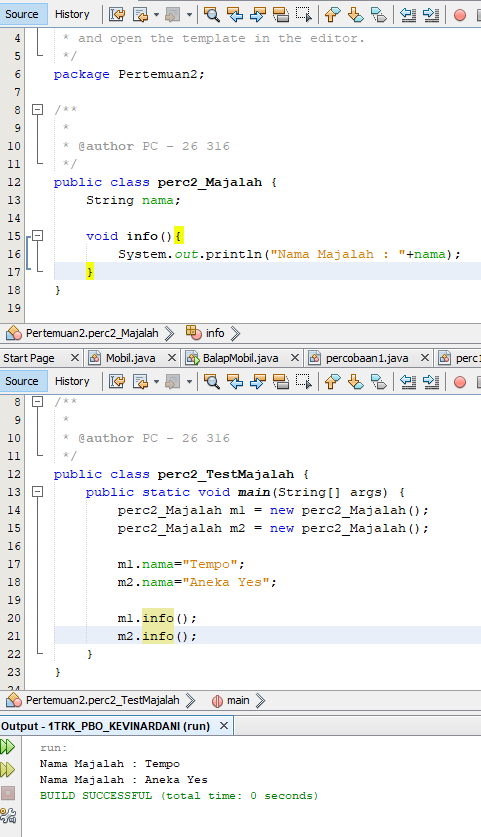 Source History
4 * and open the template in the editor.
5 */
6 package Pertemuan2;
7
8 /**
9 *
10 * @author PC - 26 316
11 */
12 public class perc2_Majalah {
13 String nama;
14
15 void info(){
16 System.out.println("Nama Majalah : "+nama);
17 }
18 }
19
Pertemuan2.perc2_Majalah info
Start Page Mobil.java BalapMobil.java percobaan1.java perc1
Source History
8 /**
9 *
10 * @author PC - 26 316
11 */
12 public class perc2_TestMajalah {
13 public static void main(String[] args) {
14 perc2_Majalah m1 = new perc2_Majalah();
15 perc2_Majalah m2 = new perc2_Majalah();
16
17 m1.nama="Tempo";
18 m2.nama="Aneka Yes";
19
20 m1.info();
21 m2.info();
22 }
23 }
24
Pertemuan2.perc2_TestMajalah main
Output - 1TRK_PBO_KEVINARDANI (run)
run:
Nama Majalah : Tempo
Nama Majalah : Aneka Yes
BUILD SUCCESSFUL (total time: 0 seconds)